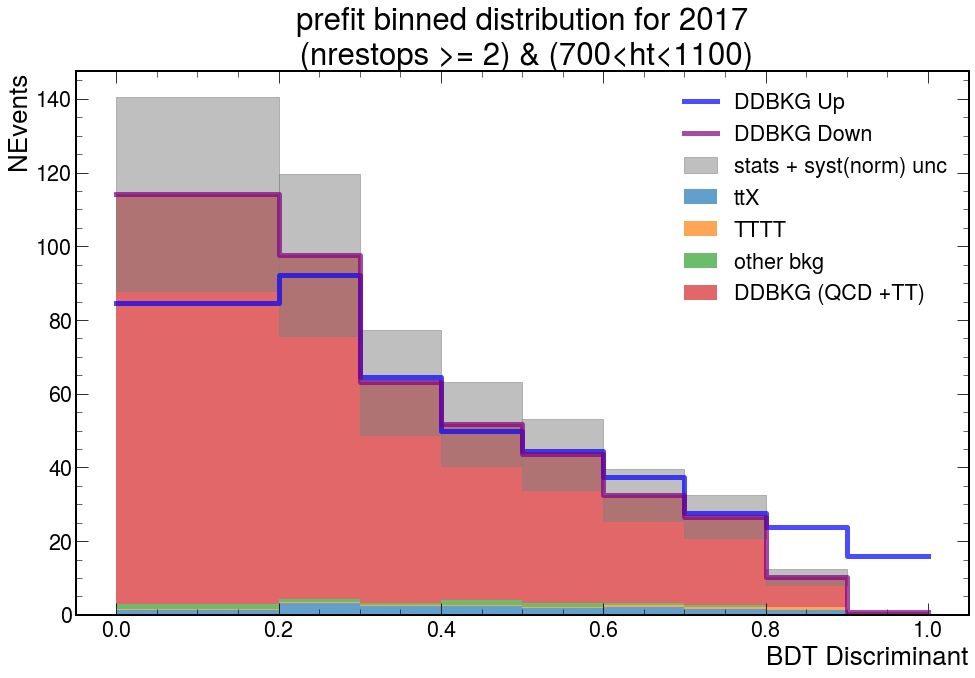 prefit binned distribution for 2017
(nrestops >= 2) & (700<ht<1100)
NEvents
140
120
100
80
60
40
20
0
DDBKG Up
DDBKG Down
stats + syst(norm) unc
ttX
TTTT
other bkg
DDBKG (QCD +TT)
0.0 0.2 0.4 0.6 0.8 1.0
BDT Discriminant